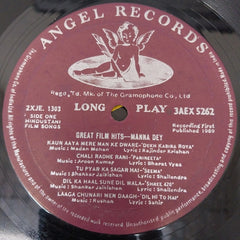 ANGEL RECORDS
Regd. Td. Mk. of The Gramophone Co., Ltd
2XJE. 1303
LONG PLAY
3AEX 5262
SIDE ONE
HINDUSTANI
FILM SONGS
Recording First
Published 1969
GREAT FILM HITS—MANNA DEY
KAUN AAYA MERE MAN KE DWARE-"DEKH KABIRA ROYA"
Music: Madan Mohan | Lyric: Rajinder Krishan
CHALI RADHE RANI-"PARINEETA"
Music: Aroon Kumar | Lyric: Bharat Vyas
TU PYAR KA SAGAR HAI-"SEEMA"
Music: Shankar Jaikishan | Lyric: Shailendra
DIL KA HAAL SUNE DIL WALA-"SHREE 420"
Music: Shankar Jaikishan | Lyric: Shailendra
LAAGA CHUNARI MEN DAAGH-"DIL HI TO HAI"
Music: Roshan | Lyric: Sahir